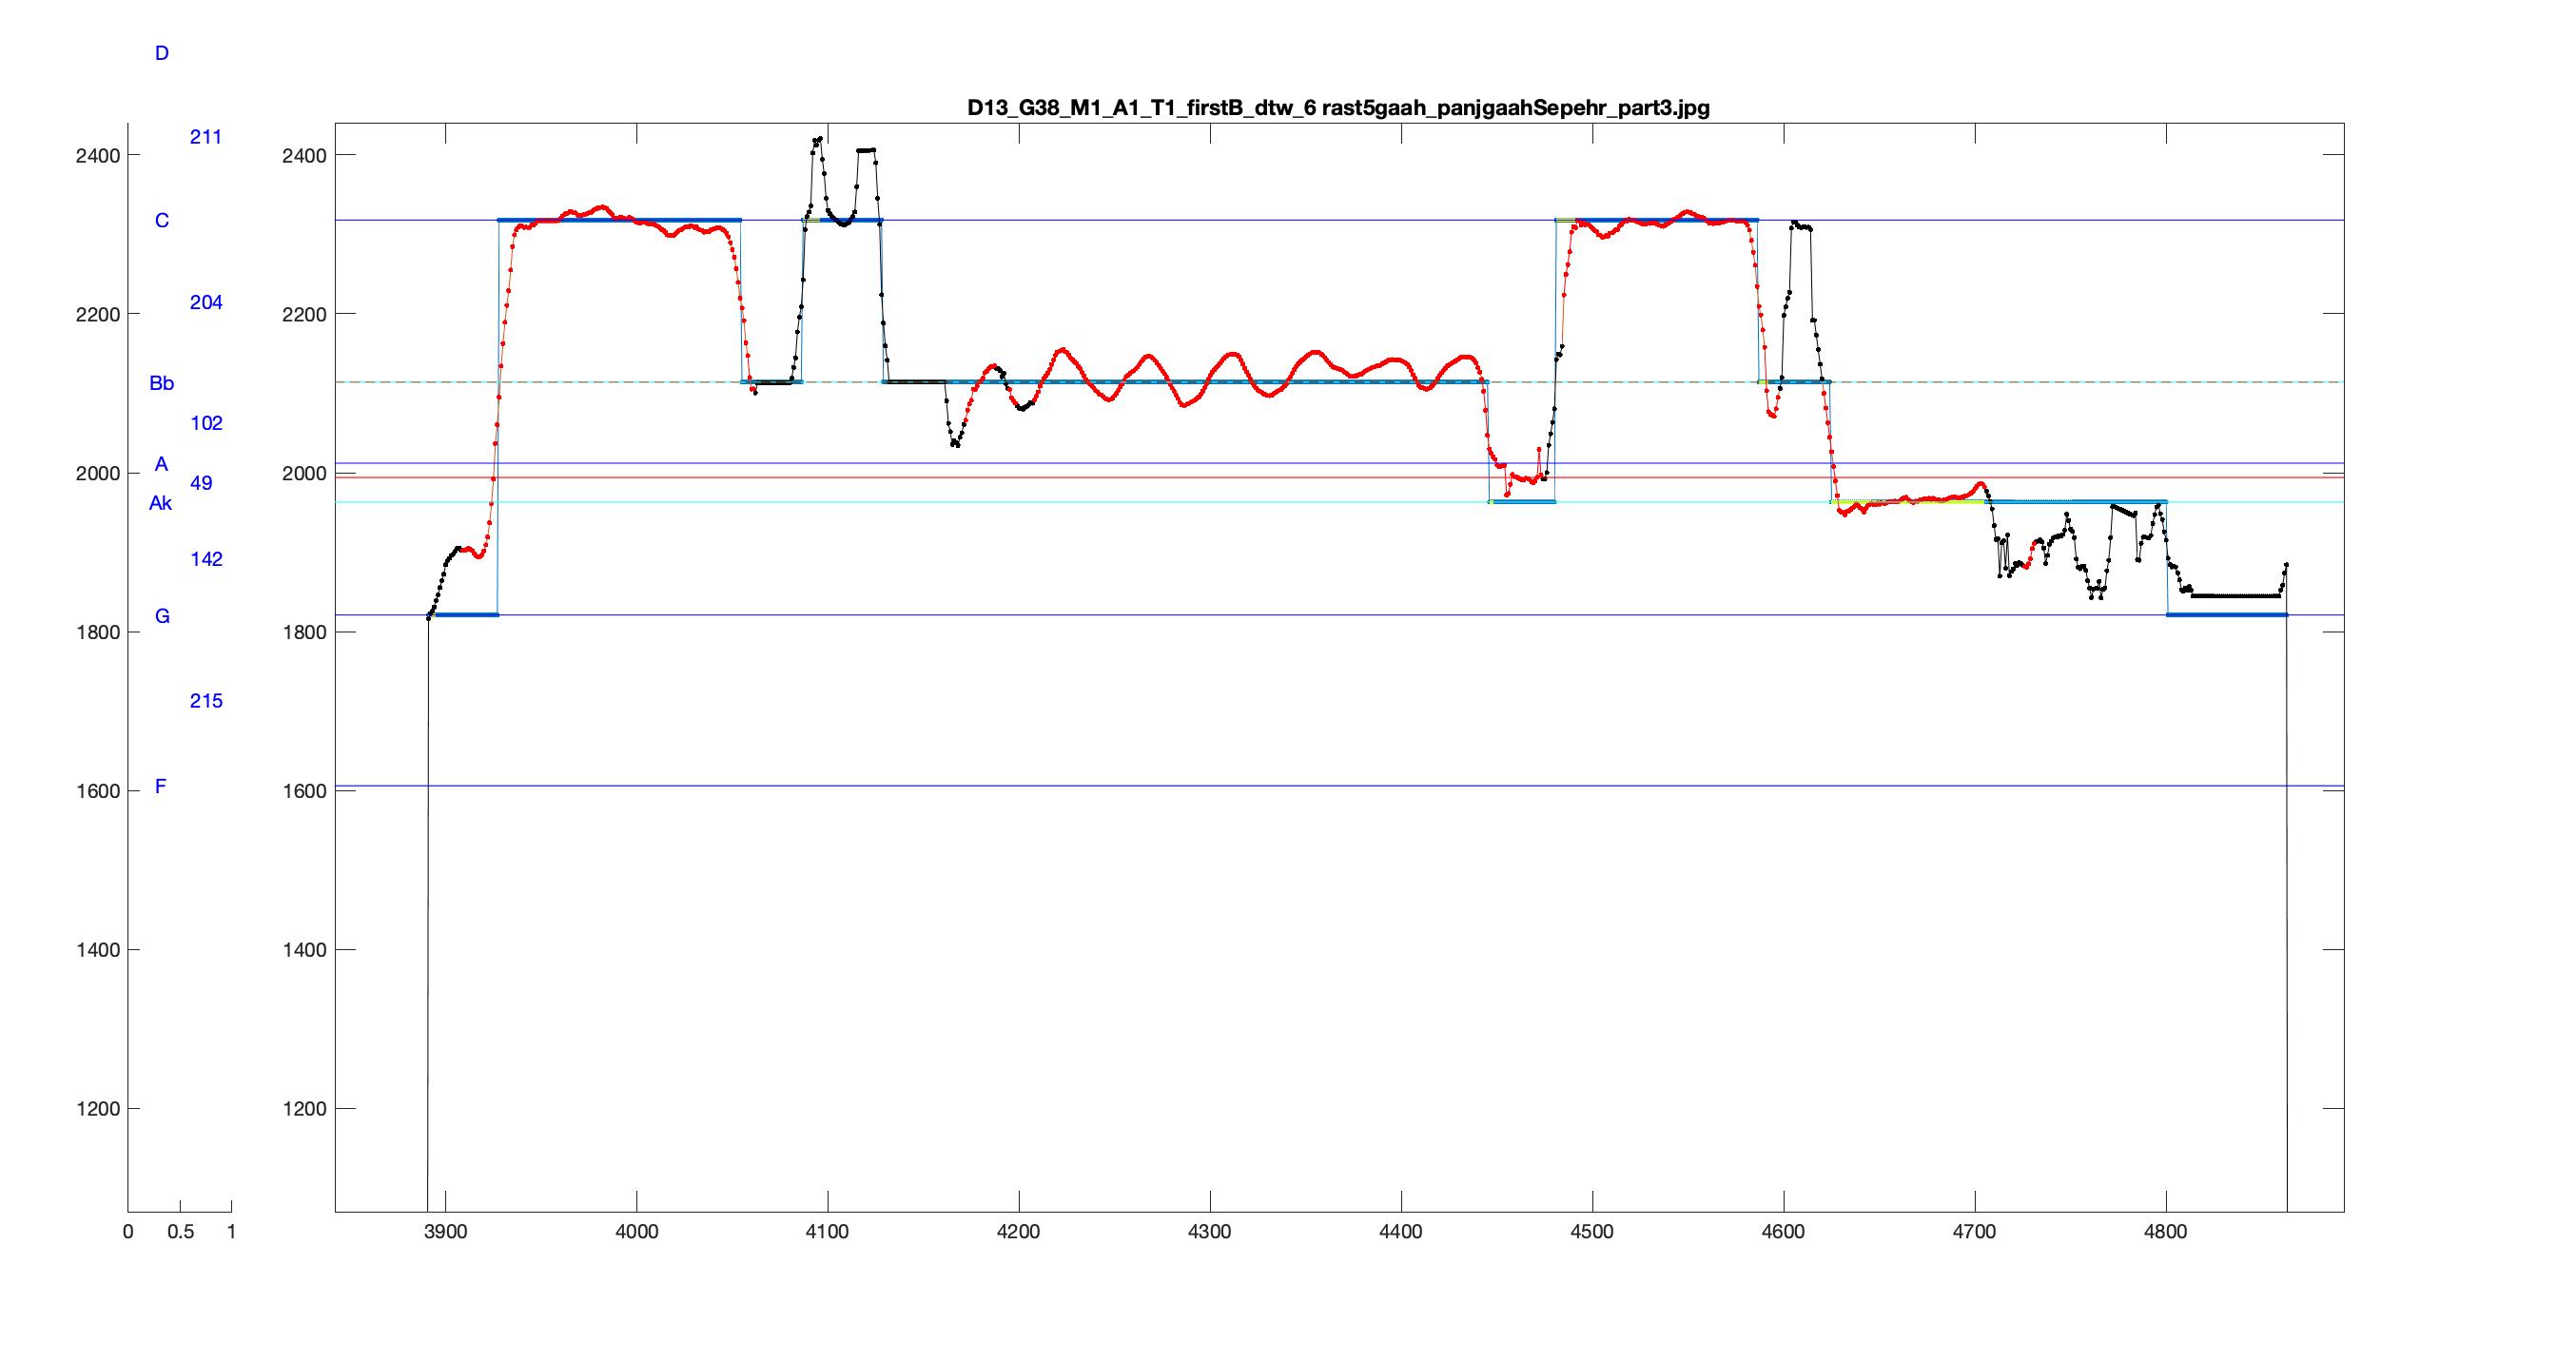 D
D13_G38_M1_A1_T1_firstB_dtw_6 rast5gaah_panjgaahSepehr_part3.jpg
211
2400 2400
C
204
2200 2200
Bb
102
A
2000 49 2000
Ak
142
G
1800 1800
215
F
1600 1600
1400 1400
1200 1200
0 0.5 1 3900 4000 4100 4200 4300 4400 4500 4600 4700 4800